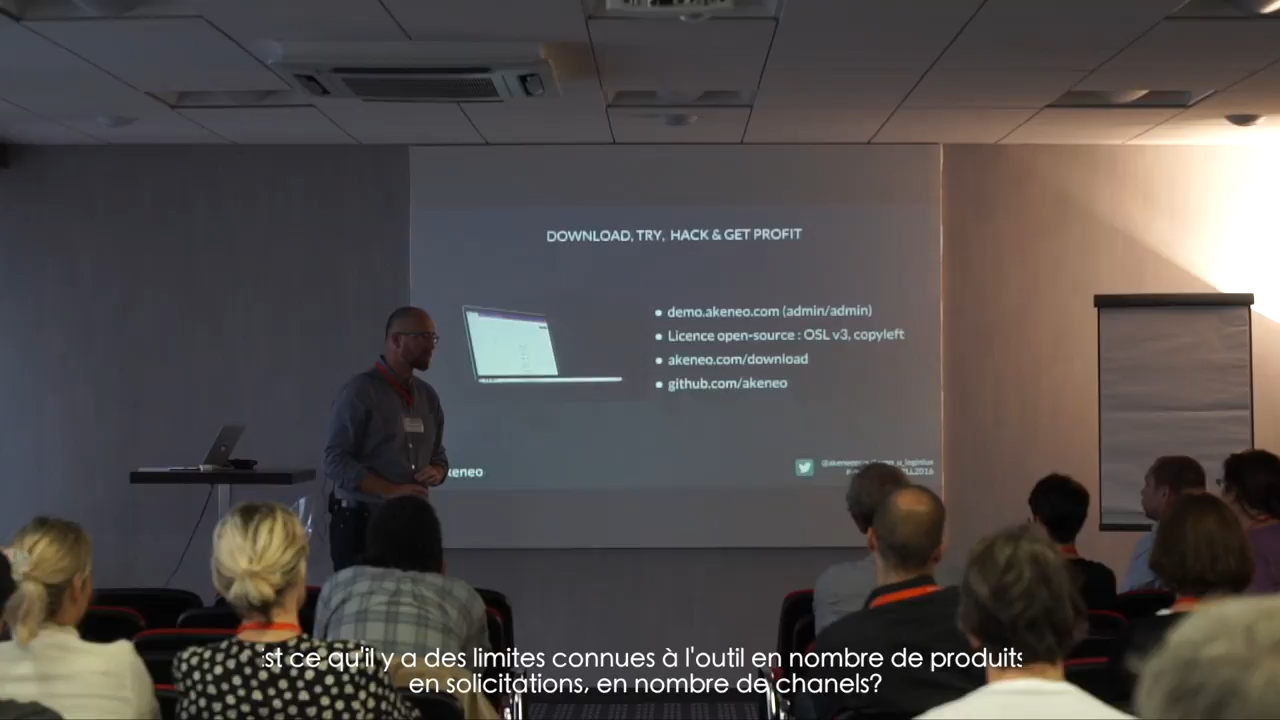 DOWNLOAD, TRY, HACK & GET PROFIT
demo.akeneo.com (admin/admin)
Licence open-source : OSL v3, copyleft
akeneo.com/download
github.com/akeneo
keneo
st ce qu'il y a des limites connues à l'outil en nombre de produits
en solicitations, en nombre de chanels?